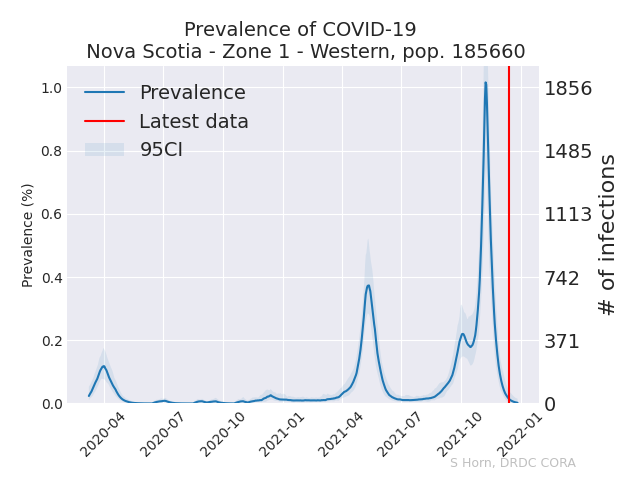 Prevalence of COVID-19
Nova Scotia - Zone 1 - Western, pop. 185660
Prevalence
Latest data
95CI
Prevalence (%)
1.0
0.8
0.6
0.4
0.2
0.0
1856
1485
1113
742
371
0
# of infections
2020-04
2020-07
2020-10
2021-01
2021-04
2021-07
2021-10
2022-01
S Horn, DRDC CORA